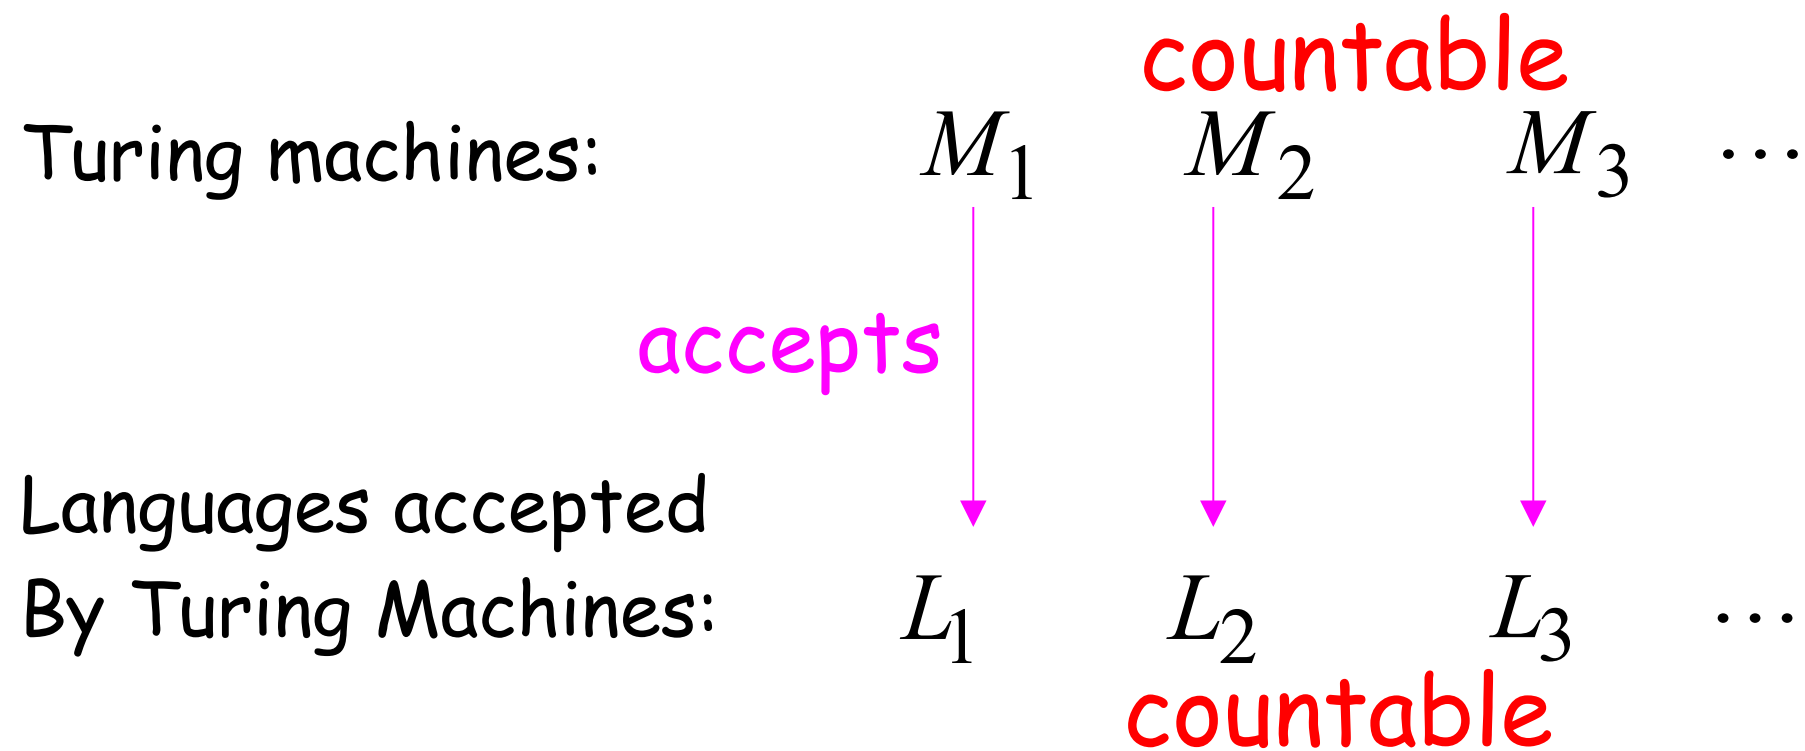 countable
Turing machines: M₁ M₂ M₃ ⋯
accepts
Languages accepted
By Turing Machines: L₁ L₂ L₃ ⋯
countable